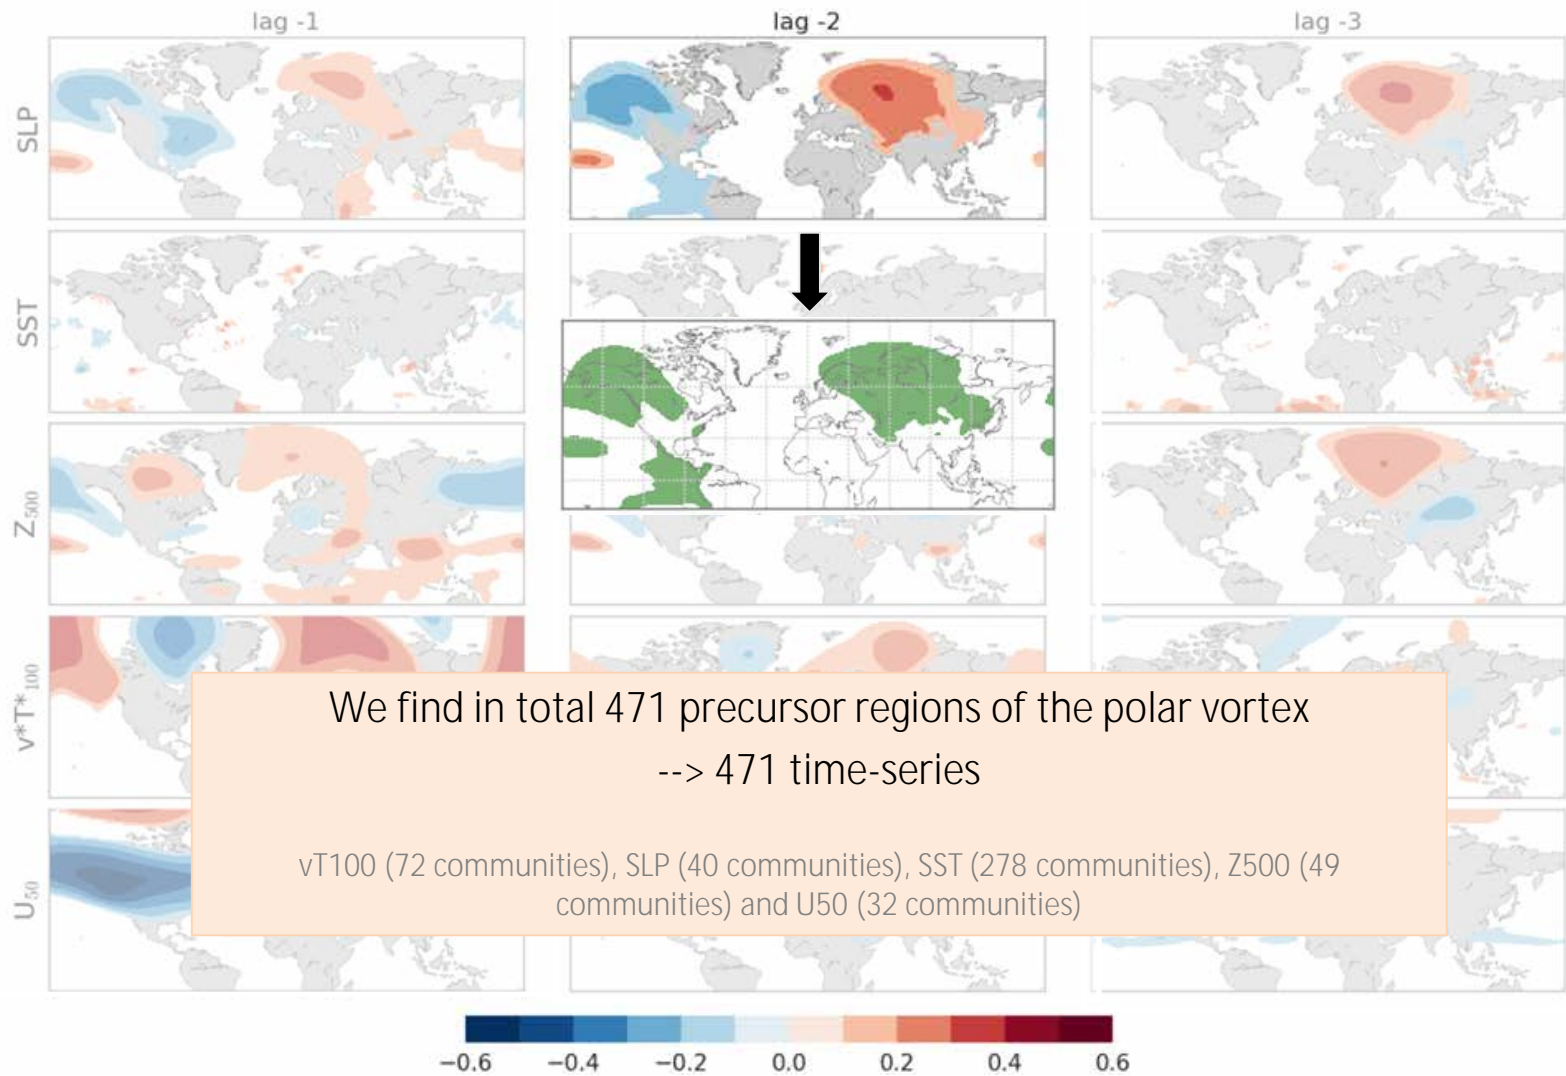 lag -1
lag -2
lag -3
SLP
SST
Z500
v*T*100
U50
We find in total 471 precursor regions of the polar vortex
--> 471 time-series
vT100 (72 communities), SLP (40 communities), SST (278 communities), Z500 (49
communities) and U50 (32 communities)
−0.6 −0.4 −0.2 0.0 0.2 0.4 0.6